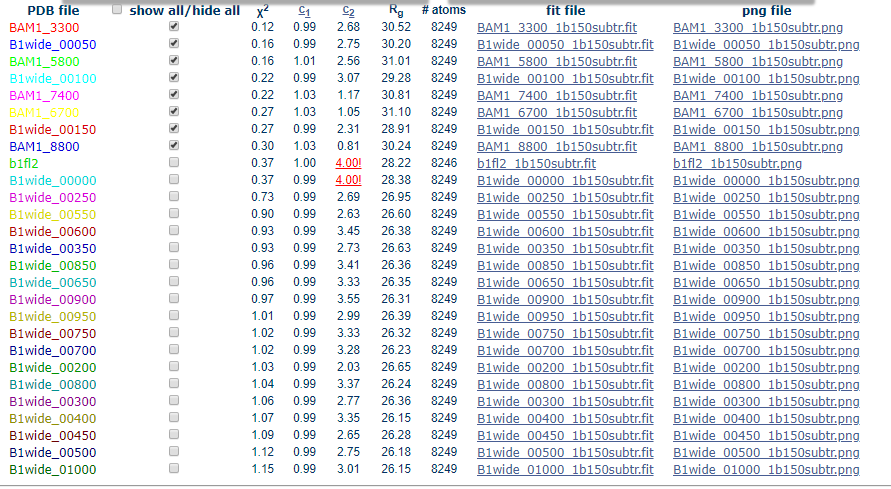 PDB file show all/hide all χ2 c1 c2 Rg # atoms fit file png file
BAM1_3300 0.12 0.99 2.68 30.52 8249 BAM1_3300_1b150subtr.fit BAM1_3300_1b150subtr.png
B1wide_00050 0.16 0.99 2.75 30.20 8249 B1wide_00050_1b150subtr.fit B1wide_00050_1b150subtr.png
BAM1_5800 0.16 1.01 2.56 31.01 8249 BAM1_5800_1b150subtr.fit BAM1_5800_1b150subtr.png
B1wide_00100 0.22 0.99 3.07 29.28 8249 B1wide_00100_1b150subtr.fit B1wide_00100_1b150subtr.png
BAM1_7400 0.22 1.03 1.17 30.81 8249 BAM1_7400_1b150subtr.fit BAM1_7400_1b150subtr.png
BAM1_6700 0.27 1.03 1.05 31.10 8249 BAM1_6700_1b150subtr.fit BAM1_6700_1b150subtr.png
B1wide_00150 0.27 0.99 2.31 28.91 8249 B1wide_00150_1b150subtr.fit B1wide_00150_1b150subtr.png
BAM1_8800 0.30 1.03 0.81 30.24 8249 BAM1_8800_1b150subtr.fit BAM1_8800_1b150subtr.png
b1fl2 0.37 1.00 4.00! 28.22 8246 b1fl2_1b150subtr.fit b1fl2_1b150subtr.png
B1wide_00000 0.37 0.99 4.00! 28.38 8249 B1wide_00000_1b150subtr.fit B1wide_00000_1b150subtr.png
B1wide_00250 0.73 0.99 2.69 26.95 8249 B1wide_00250_1b150subtr.fit B1wide_00250_1b150subtr.png
B1wide_00550 0.90 0.99 2.63 26.60 8249 B1wide_00550_1b150subtr.fit B1wide_00550_1b150subtr.png
B1wide_00600 0.93 0.99 3.45 26.38 8249 B1wide_00600_1b150subtr.fit B1wide_00600_1b150subtr.png
B1wide_00350 0.93 0.99 2.73 26.63 8249 B1wide_00350_1b150subtr.fit B1wide_00350_1b150subtr.png
B1wide_00850 0.96 0.99 3.41 26.36 8249 B1wide_00850_1b150subtr.fit B1wide_00850_1b150subtr.png
B1wide_00650 0.96 0.99 3.33 26.35 8249 B1wide_00650_1b150subtr.fit B1wide_00650_1b150subtr.png
B1wide_00900 0.97 0.99 3.55 26.31 8249 B1wide_00900_1b150subtr.fit B1wide_00900_1b150subtr.png
B1wide_00950 1.01 0.99 2.99 26.39 8249 B1wide_00950_1b150subtr.fit B1wide_00950_1b150subtr.png
B1wide_00750 1.02 0.99 3.33 26.32 8249 B1wide_00750_1b150subtr.fit B1wide_00750_1b150subtr.png
B1wide_00700 1.02 0.99 3.28 26.23 8249 B1wide_00700_1b150subtr.fit B1wide_00700_1b150subtr.png
B1wide_00200 1.03 0.99 2.03 26.65 8249 B1wide_00200_1b150subtr.fit B1wide_00200_1b150subtr.png
B1wide_00800 1.04 0.99 3.37 26.24 8249 B1wide_00800_1b150subtr.fit B1wide_00800_1b150subtr.png
B1wide_00300 1.06 0.99 2.77 26.36 8249 B1wide_00300_1b150subtr.fit B1wide_00300_1b150subtr.png
B1wide_00400 1.07 0.99 3.35 26.15 8249 B1wide_00400_1b150subtr.fit B1wide_00400_1b150subtr.png
B1wide_00450 1.09 0.99 2.65 26.28 8249 B1wide_00450_1b150subtr.fit B1wide_00450_1b150subtr.png
B1wide_00500 1.12 0.99 2.75 26.18 8249 B1wide_00500_1b150subtr.fit B1wide_00500_1b150subtr.png
B1wide_01000 1.15 0.99 3.01 26.15 8249 B1wide_01000_1b150subtr.fit B1wide_01000_1b150subtr.png